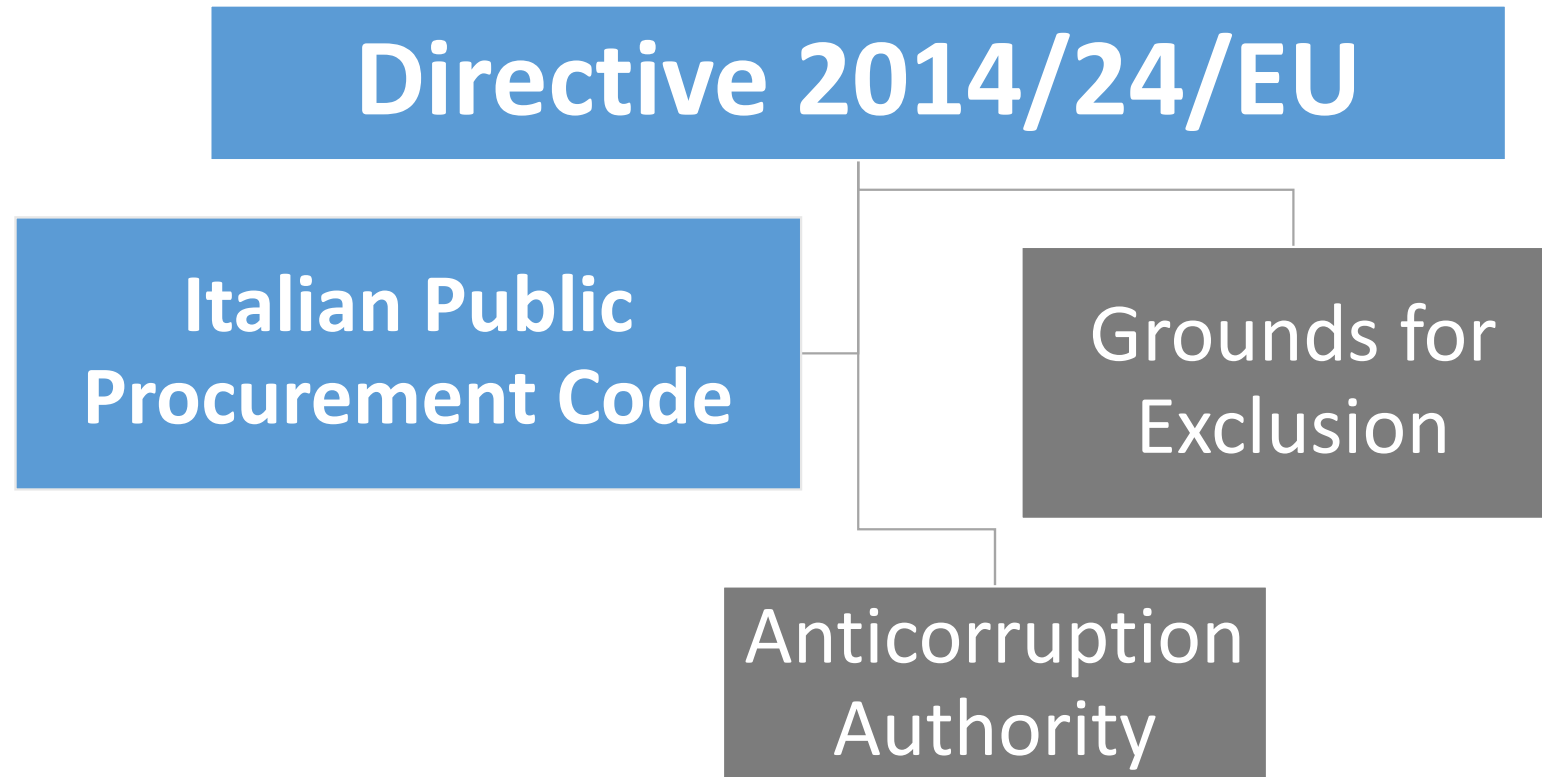 Directive 2014/24/EU
Italian Public
Procurement Code
Grounds for
Exclusion
Anticorruption
Authority